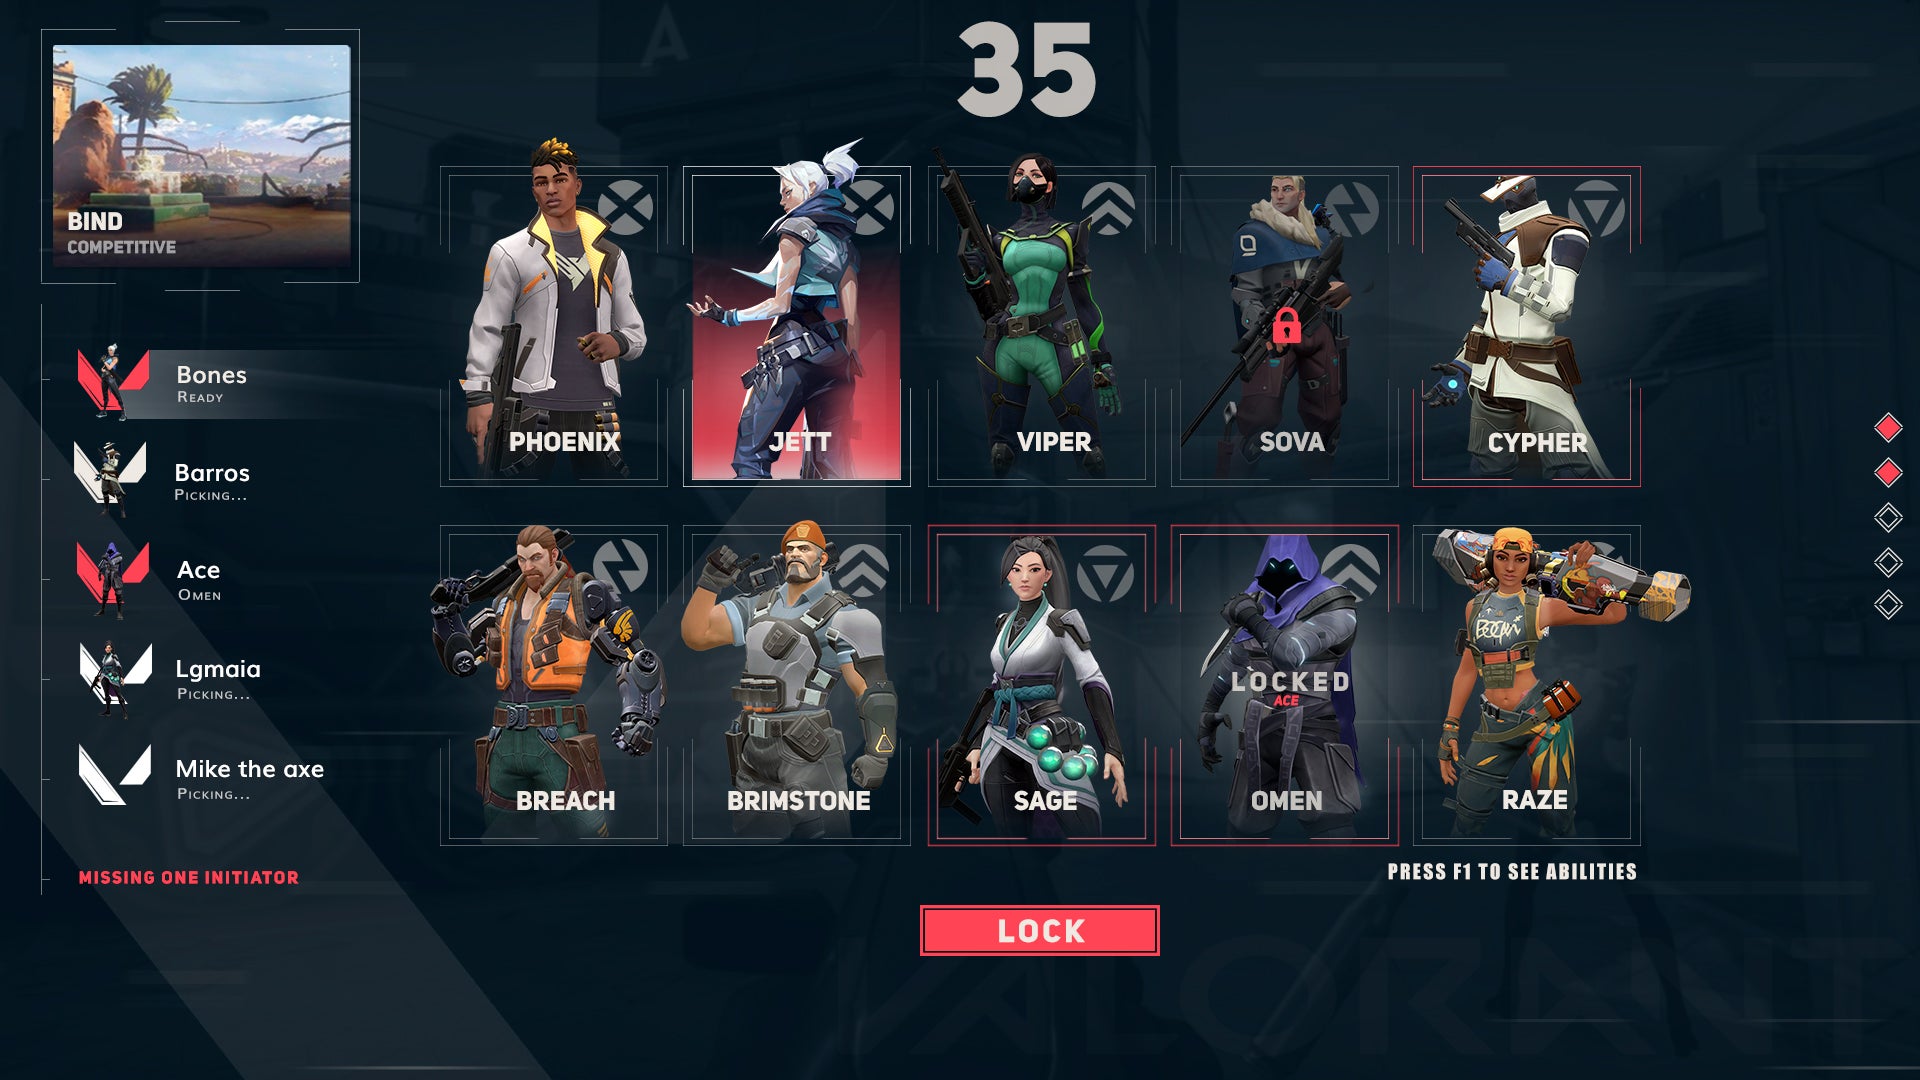 35
BIND
COMPETITIVE
Bones
READY
Barros
PICKING...
Ace
OMEN
Lgmaia
PICKING...
Mike the axe
PICKING...
MISSING ONE INITIATOR
PHOENIX
JETT
VIPER
SOVA
CYPHER
BREACH
BRIMSTONE
SAGE
LOCKED
ACE
OMEN
RAZE
PRESS F1 TO SEE ABILITIES
LOCK
VALORANT